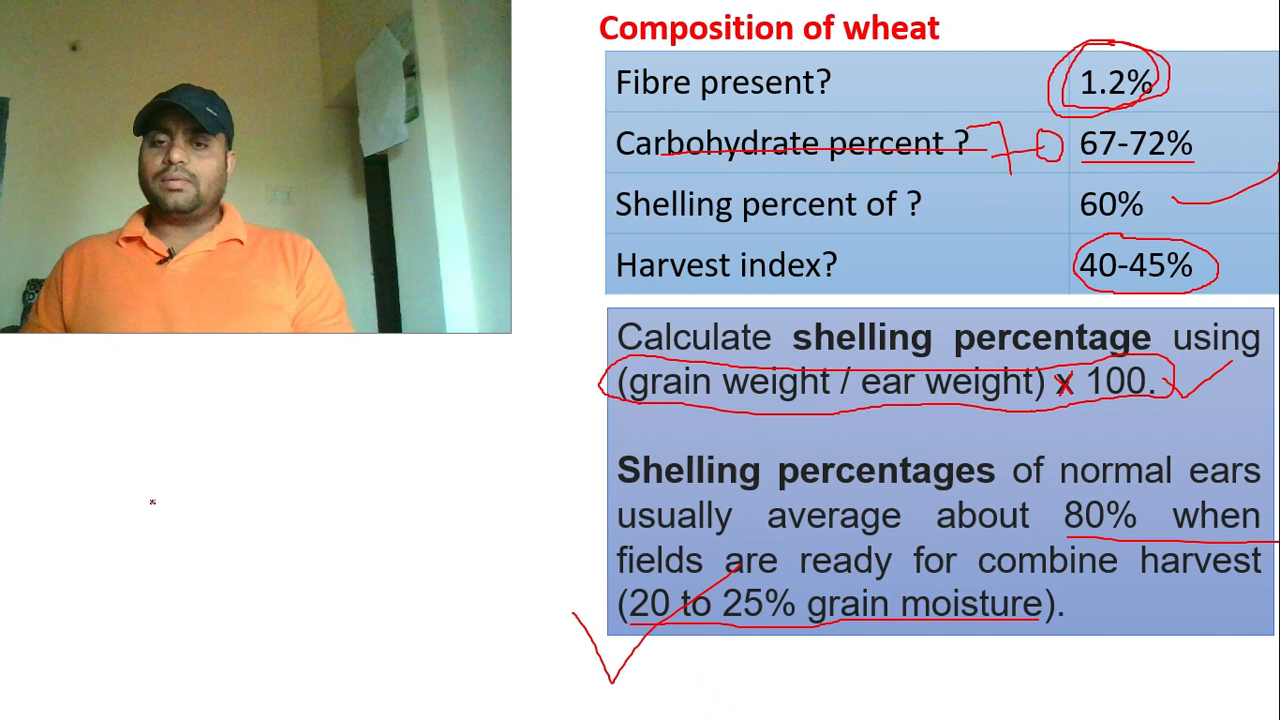 Composition of wheat
Fibre present? 1.2%
Carbohydrate percent ? 70 67-72%
Shelling percent of ? 60%
Harvest index? 40-45%
Calculate shelling percentage using
(grain weight / ear weight) x 100.
Shelling percentages of normal ears
usually average about 80% when
fields are ready for combine harvest
(20 to 25% grain moisture).